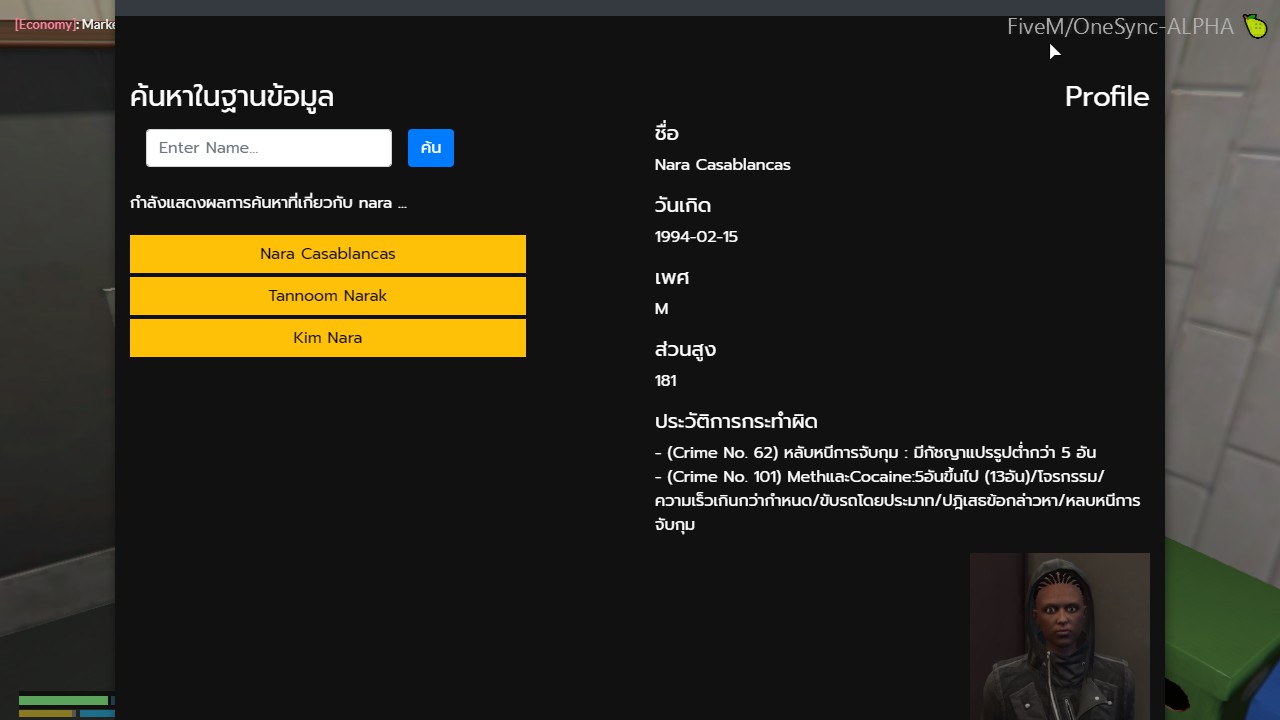 [Economy]: Marke
FiveM/OneSync-ALPHA
ค้นหาในฐานข้อมูล
Enter Name...
ค้น
กำลังแสดงผลการค้นหาที่เกี่ยวกับ nara ...
Nara Casablancas
Tannoom Narak
Kim Nara
Profile
ชื่อ
Nara Casablancas
วันเกิด
1994-02-15
เพศ
M
ส่วนสูง
181
ประวัติการกระทำผิด
- (Crime No. 62) หลับหนีการจับกุม : มีกัชญาแปรรูปต่ำกว่า 5 อัน
- (Crime No. 101) MethและCocaine:5อันขึ้นไป (13อัน)/โจรกรรม/
ความเร็วเกินกว่ากำหนด/ขับรถโดยประมาท/ปฎิเสธข้อกล่าวหา/หลบหนีการ
จับกุม